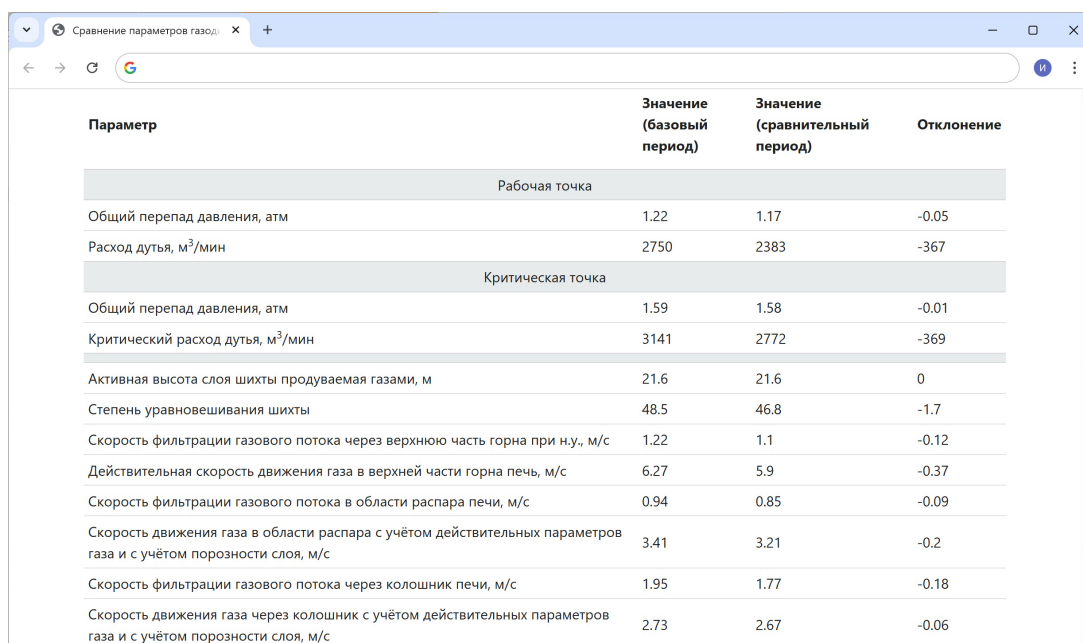 Сравнение параметров газоди
И
Параметр Значение (базовый период) Значение (сравнительный период) Отклонение
Рабочая точка
Общий перепад давления, атм 1.22 1.17 -0.05
Расход дутья, м³/мин 2750 2383 -367
Критическая точка
Общий перепад давления, атм 1.59 1.58 -0.01
Критический расход дутья, м³/мин 3141 2772 -369
Активная высота слоя шихты продуваемая газами, м 21.6 21.6 0
Степень уравновешивания шихты 48.5 46.8 -1.7
Скорость фильтрации газового потока через верхнюю часть горна при н.у., м/с 1.22 1.1 -0.12
Действительная скорость движения газа в верхней части горна печь, м/с 6.27 5.9 -0.37
Скорость фильтрации газового потока в области распара печи, м/с 0.94 0.85 -0.09
Скорость движения газа в области распара с учётом действительных параметров
газа и с учётом порозности слоя, м/с 3.41 3.21 -0.2
Скорость фильтрации газового потока через колошник печи, м/с 1.95 1.77 -0.18
Скорость движения газа через колошник с учётом действительных параметров
газа и с учётом порозности слоя, м/с 2.73 2.67 -0.06